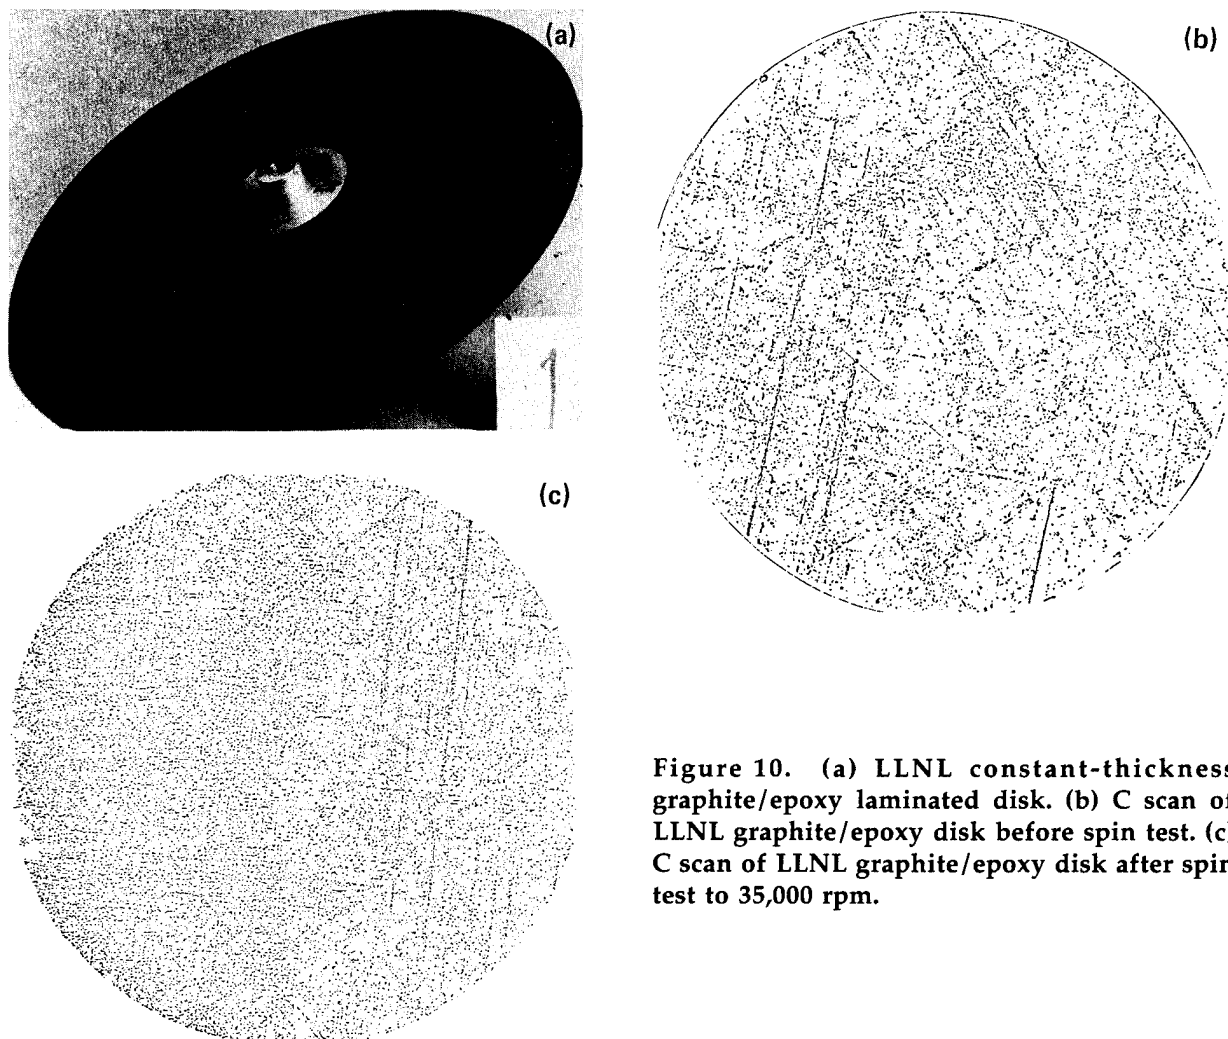 (a)
(b)
(c)
1
Figure 10. (a) LLNL constant-thickness
graphite/epoxy laminated disk. (b) C scan of
LLNL graphite/epoxy disk before spin test. (c)
C scan of LLNL graphite/epoxy disk after spin
test to 35,000 rpm.